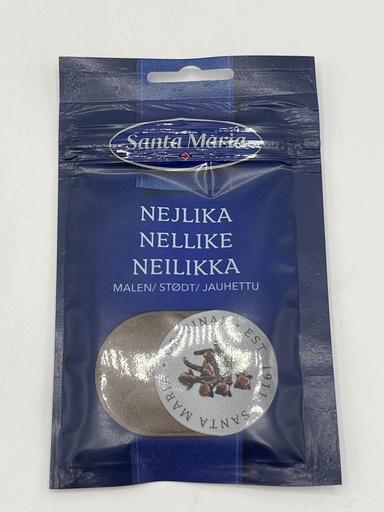 Santa Maria
NEJLIKA
NELLIKE
NEILIKKA
MALEN/ STØDT/ JAUHETTU
EST 1911. SANTA MARIA